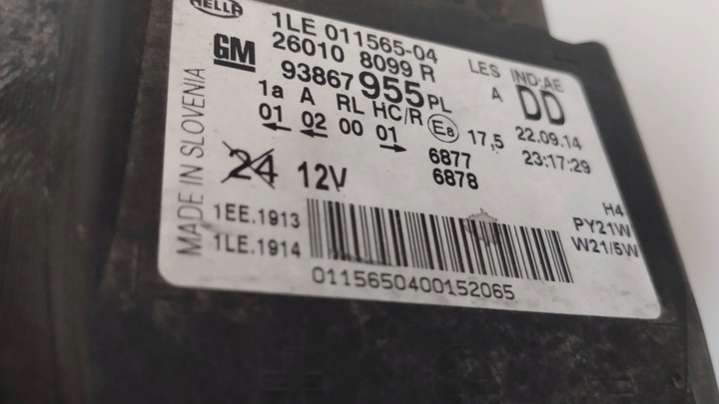 HELLA
1LE 011565-04
GM 26010 8099 R LES IND:AE
93867 955 PL A DD
1a A RL HC/R E8 17,5 22.09.14
01 02 00 01 6877 23:17:29
24 12V 6878
MADE IN SLOVENIA
H4
1EE.1913 PY21W
1LE.1914 W21/5W
0115650400152065